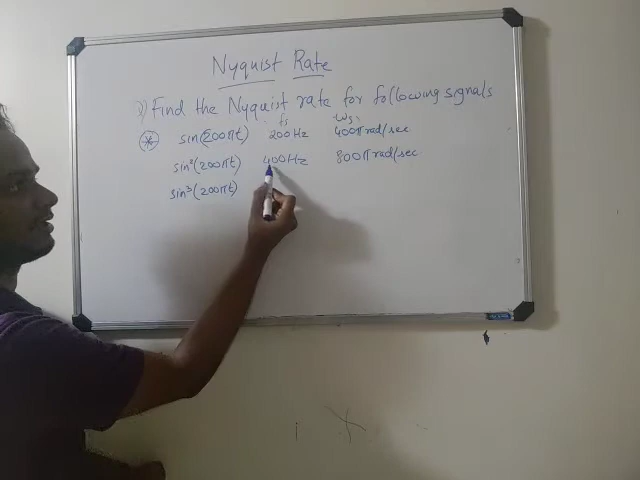 Nyquist Rate
Q) Find the Nyquist rate for following signals
fs ωs
sin(200πt) 200Hz 400π rad/sec
sin²(200πt) 400Hz 800π rad/sec
sin³(200πt)